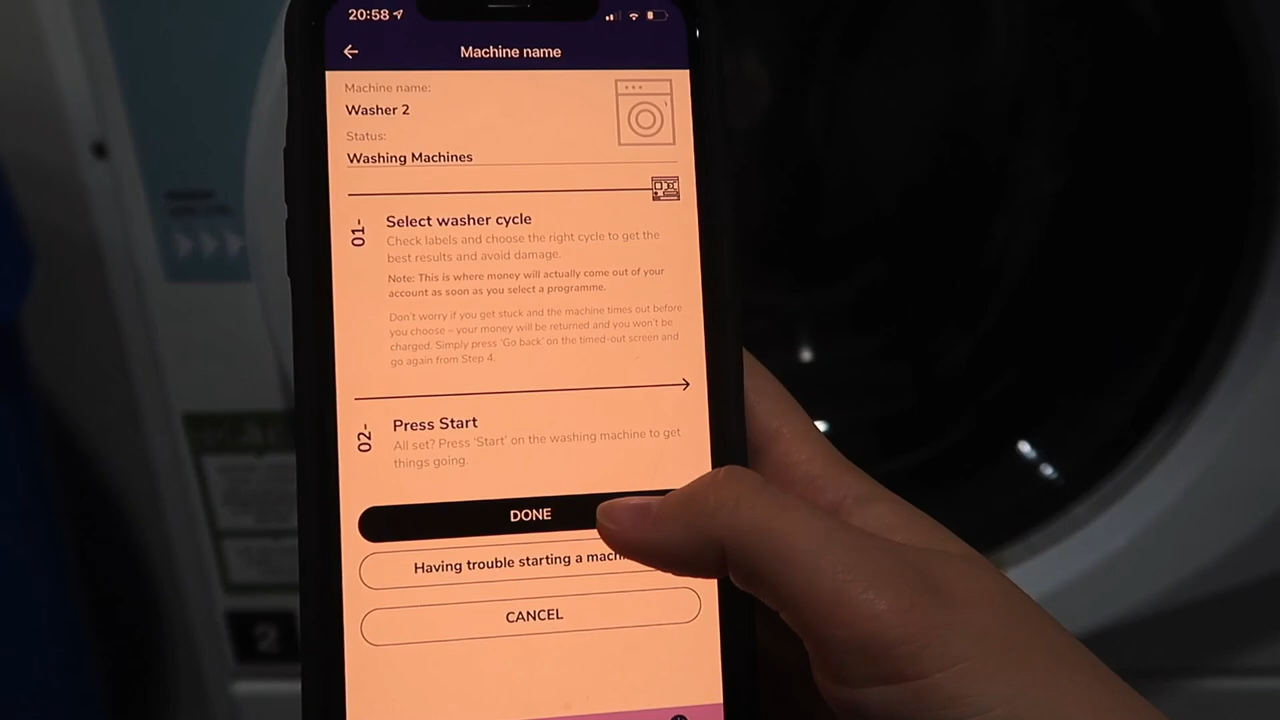 20:58
Machine name
Machine name:
Washer 2
Status:
Washing Machines
01-
Select washer cycle
Check labels and choose the right cycle to get the
best results and avoid damage.
Note: This is where money will actually come out of your
account as soon as you select a programme.
Don't worry if you get stuck and the machine times out before
you choose – your money will be returned and you won't be
charged. Simply press 'Go back' on the timed-out screen and
go again from Step 4.
02-
Press Start
All set? Press 'Start' on the washing machine to get
things going.
DONE
Having trouble starting a
CANCEL
2